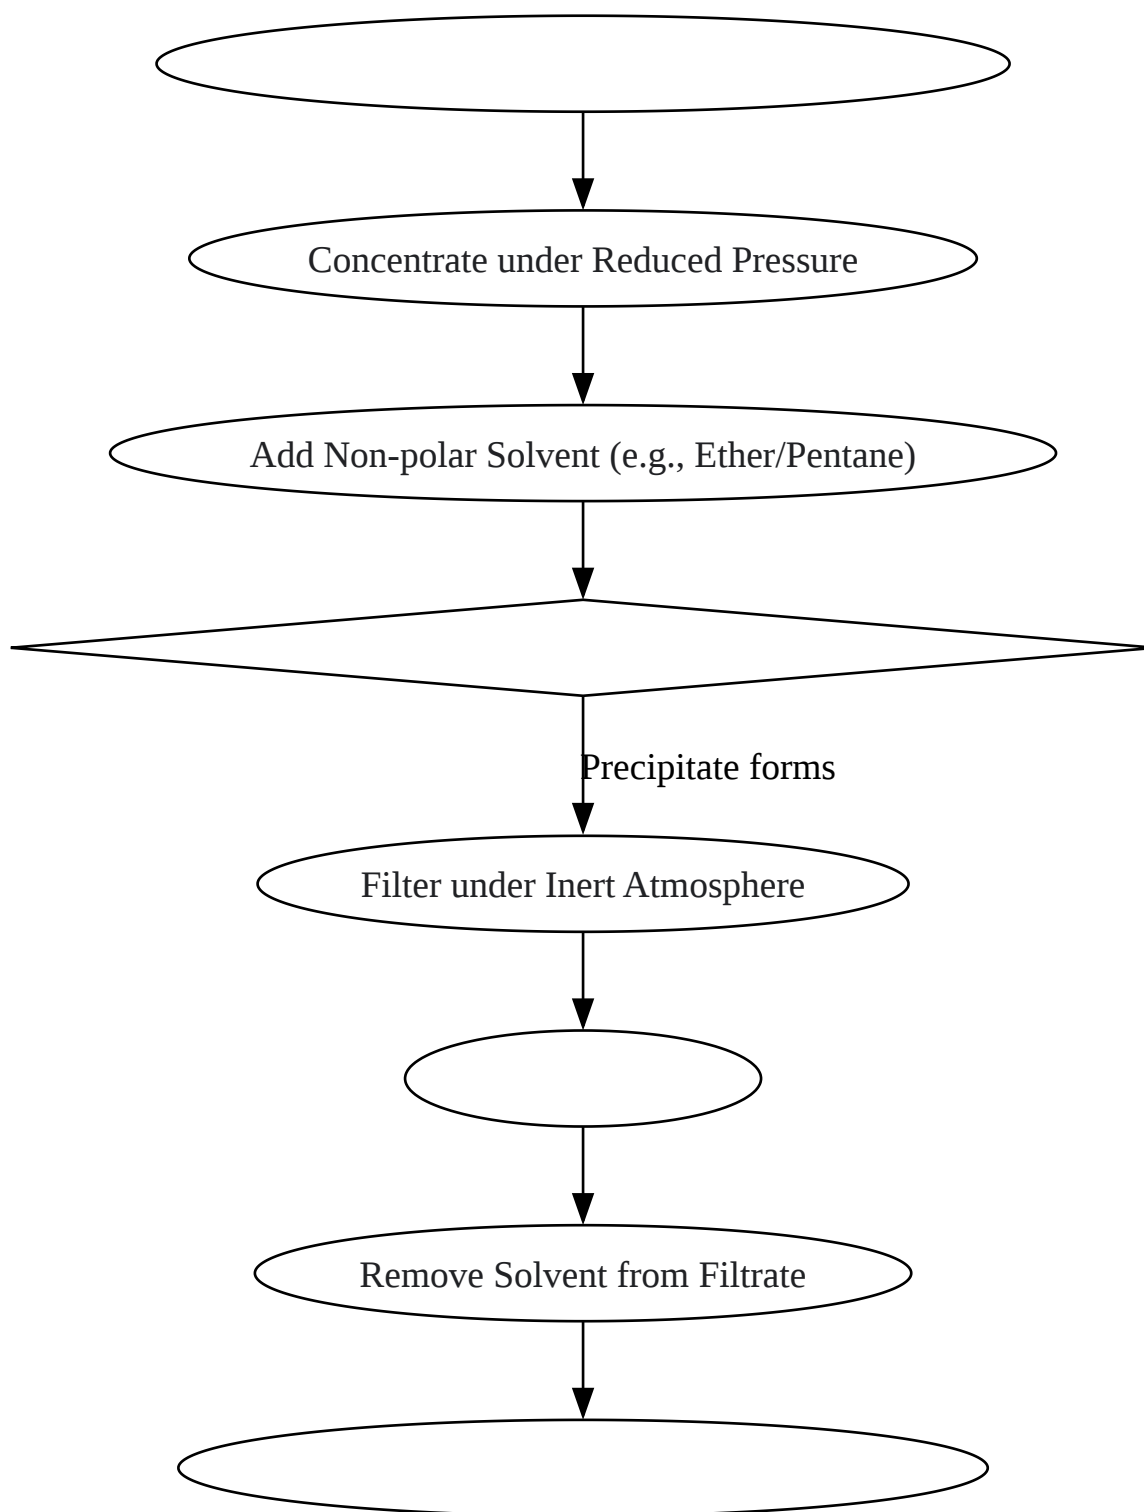 Concentrate under Reduced Pressure
Add Non-polar Solvent (e.g., Ether/Pentane)
Precipitate forms
Filter under Inert Atmosphere
Remove Solvent from Filtrate